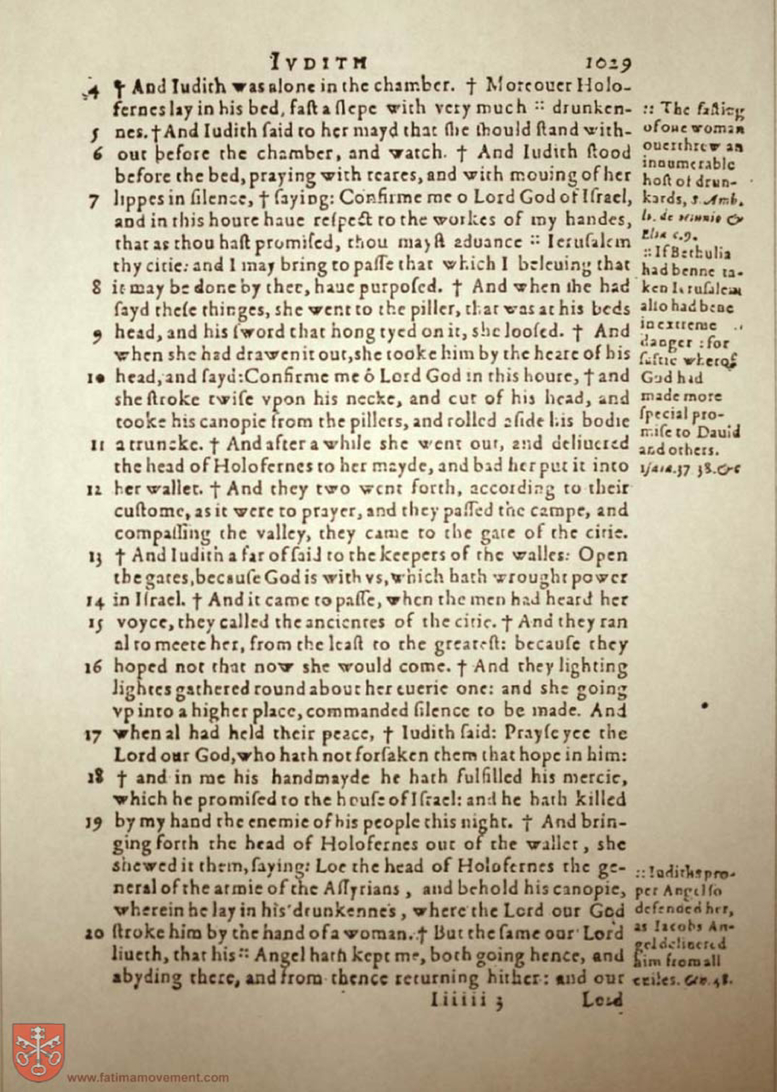 IVDITH 1029
4 † And Iudith was alone in the chamber. † Moreouer Holo-
fernes lay in his bed, fast a slepe with very much :: drunken-
5 nes. † And Iudith said to her mayd that she should stand with-
6 out before the chamber, and watch. † And Iudith stood
before the bed, praying with teares, and with mouing of her
7 lippes in silence, † saying: Confirme me o Lord God of Israel,
and in this houre haue respect to the workes of my handes,
that as thou hast promised, thou mayst aduance :: Ierusalem
thy citie: and I may bring to passe that which I beleuing that
8 it may be done by thee, haue purposed. † And when she had
sayd these thinges, she went to the piller, that was at his beds
9 head, and his sword that hong tyed on it, she loosed. † And
when she had drawen it out, she tooke him by the heare of his
10 head, and sayd: Confirme me ô Lord God in this houre, † and
she stroke twise vpon his necke, and cut of his head, and
tooke his canopie from the pillers, and rolled aside his bodie
11 a truncke. † And after a while she went out, and deliuered
the head of Holofernes to her mayde, and bad her put it into
12 her wallet. † And they two went forth, according to their
custome, as it were to prayer, and they passed the campe, and
compassing the valley, they came to the gate of the citie.
13 † And Iudith a far of said to the keepers of the walles: Open
the gates, because God is with vs, which hath wrought power
14 in Israel. † And it came to passe, when the men had heard her
15 voyce, they called the ancientes of the citie. † And they ran
al to meete her, from the least to the greatest: because they
16 hoped not that now she would come. † And they lighting
lightes gathered round about her euerie one: and she going
vp into a higher place, commanded silence to be made. And
17 when al had held their peace, † Iudith said: Prayse yee the
Lord our God, who hath not forsaken them that hope in him:
18 † and in me his handmayde he hath fulfilled his mercie,
which he promised to the house of Israel: and he hath killed
19 by my hand the enemie of his people this night. † And brin-
ging forth the head of Holofernes out of the wallet, she
shewed it them, saying: Loe the head of Holofernes the ge-
neral of the armie of the Assyrians, and behold his canopie,
wherein he lay in his drunkennes, where the Lord our God
20 stroke him by the hand of a woman. † But the same our Lord
liueth, that his :: Angel hath kept me, both going hence, and
abyding there, and from thence returning hither: and our
Iiiiii 3 Lord
:: The fasting
of one woman
ouerthrew an
innumerable
host of drun-
kards, S. Amb.
li. de
Elia c. 9.
:: If Bethulia
had benne ta-
ken Ierusalem
also had bene
in extreme
danger: for
saftie wherof
God had
made more
special pro-
mise to Dauid
and others.
Isaia. 37 38. &c
:: Iudiths pro-
per Angel so
defended her,
as Iacobs An-
gel deliuered
him from all
euiles. Gen. 48.
www.fatimamovement.com